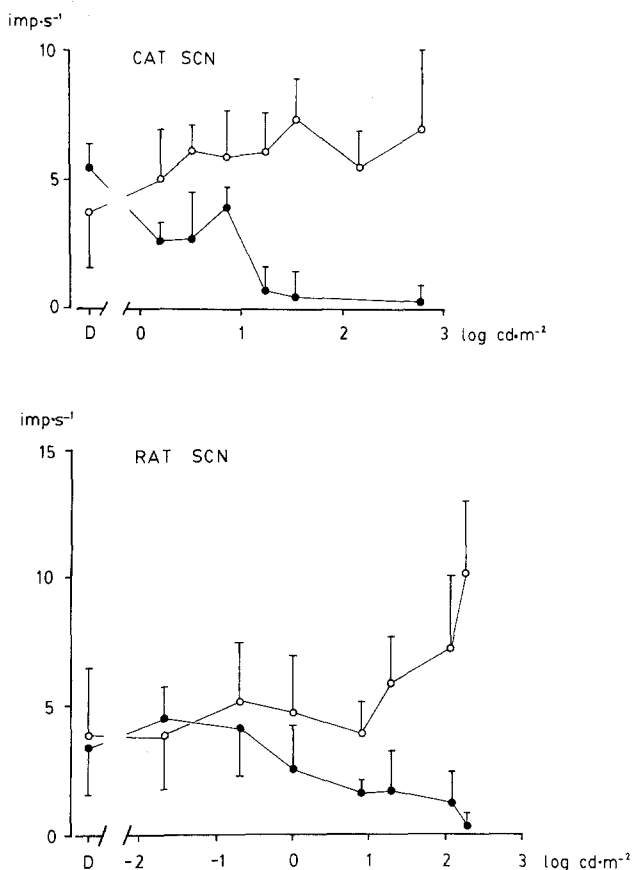 imp·s⁻¹
10
CAT SCN
5
0
D 0 1 2 3 log cd·m⁻²
imp·s⁻¹
15
RAT SCN
10
5
0
D -2 -1 0 1 2 3 log cd·m⁻²